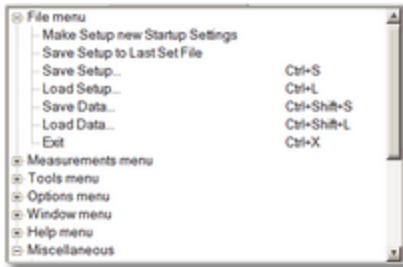 File menu
Make Setup new Startup Settings
Save Setup to Last Set File
Save Setup... Ctrl+S
Load Setup... Ctrl+L
Save Data... Ctrl+Shift+S
Load Data... Ctrl+Shift+L
Exit Ctrl+X
Measurements menu
Tools menu
Options menu
Window menu
Help menu
Miscellaneous